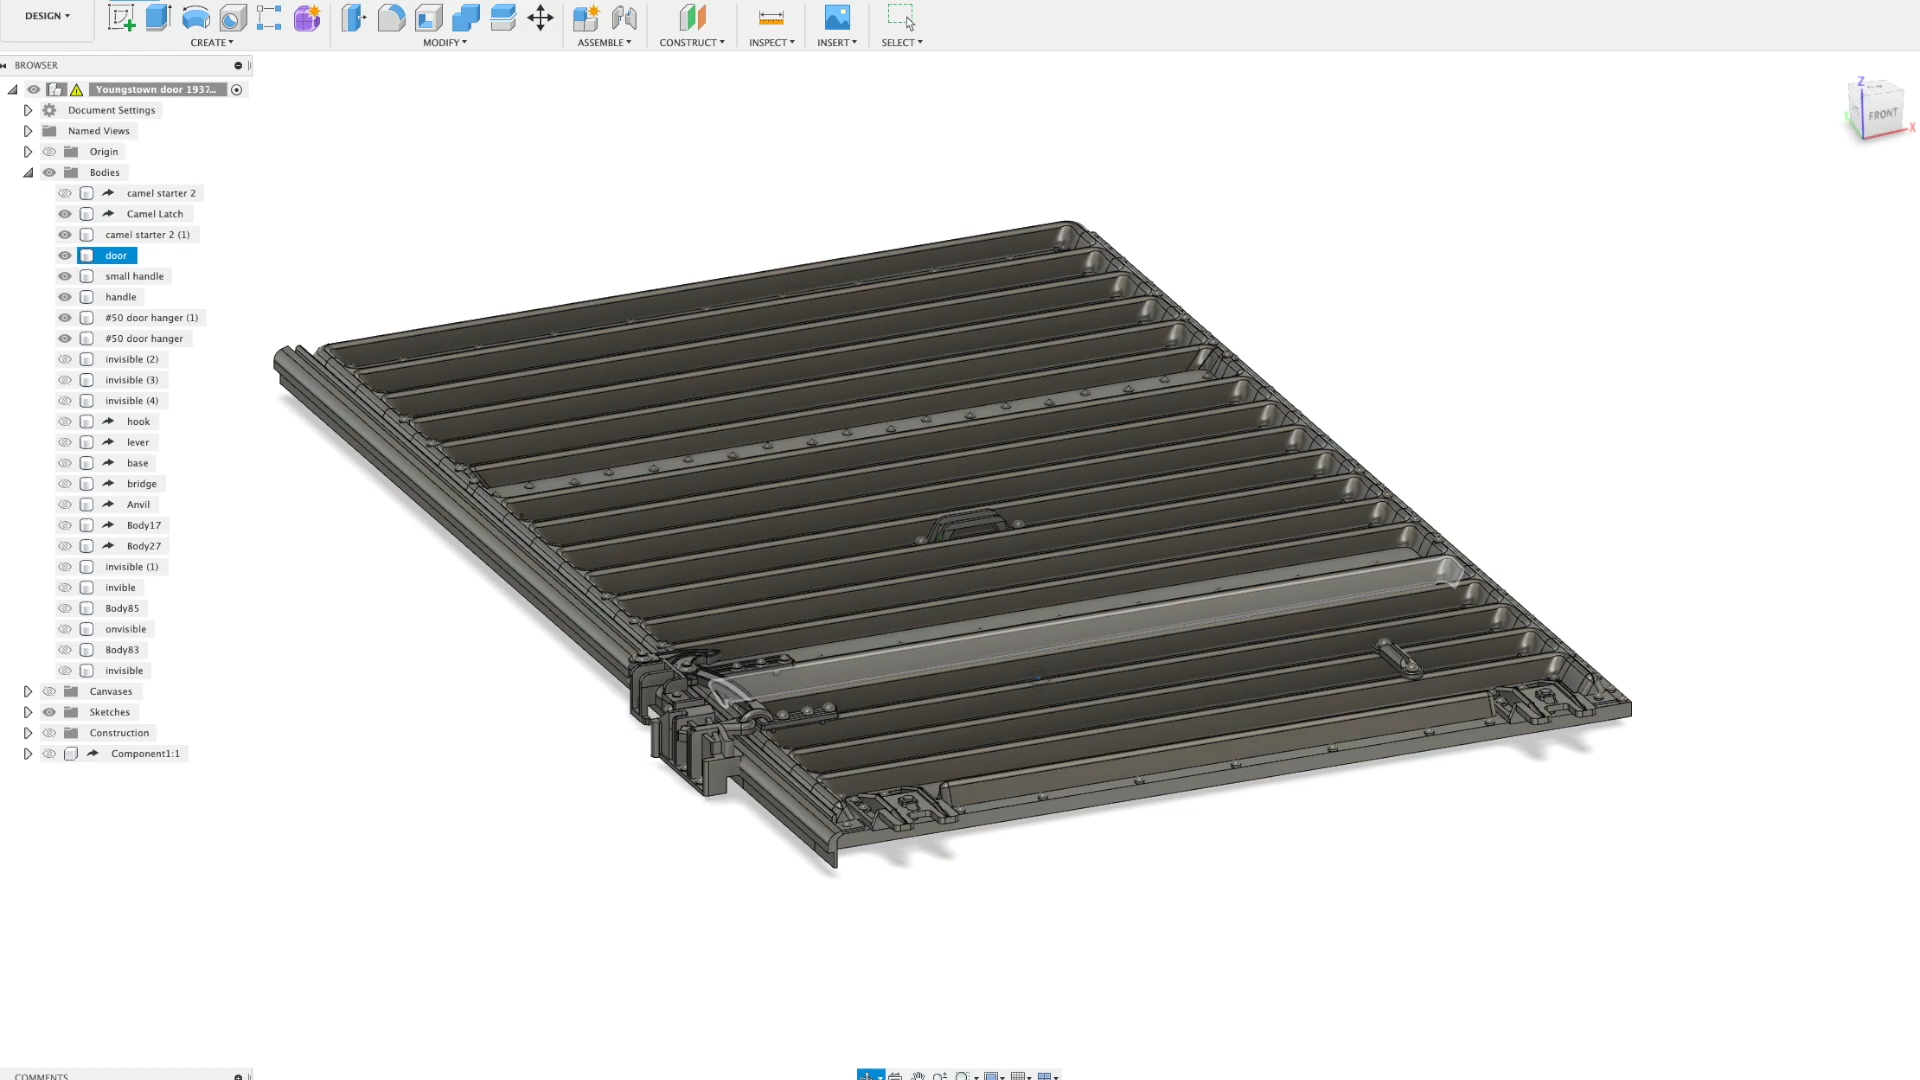 DESIGN
CREATE
MODIFY
ASSEMBLE
CONSTRUCT
INSPECT
INSERT
SELECT
BROWSER
Youngstown door 1937...
Document Settings
Named Views
Origin
Bodies
camel starter 2
Camel Latch
camel starter 2 (1)
door
small handle
handle
#50 door hanger (1)
#50 door hanger
invisible (2)
invisible (3)
invisible (4)
hook
lever
base
bridge
Anvil
Body17
Body27
invisible (1)
invible
Body85
onvisible
Body83
invisible
Canvases
Sketches
Construction
Component1:1
COMMENTS
Z
FRONT
X